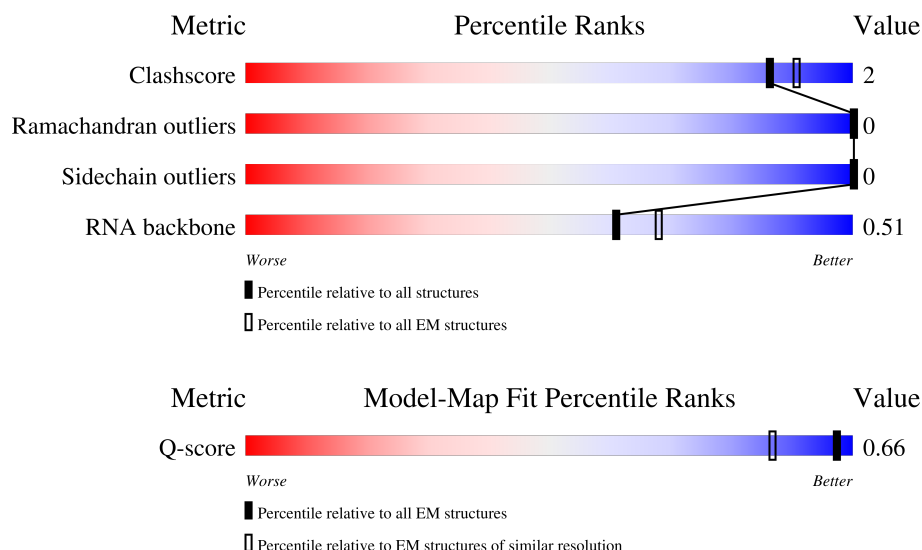 Metric Percentile Ranks Value
Clashscore 2
Ramachandran outliers 0
Sidechain outliers 0
RNA backbone 0.51
Worse Better
Percentile relative to all structures
Percentile relative to all EM structures
Metric Model-Map Fit Percentile Ranks Value
Q-score 0.66
Worse Better
Percentile relative to all EM structures
Percentile relative to EM structures of similar resolution